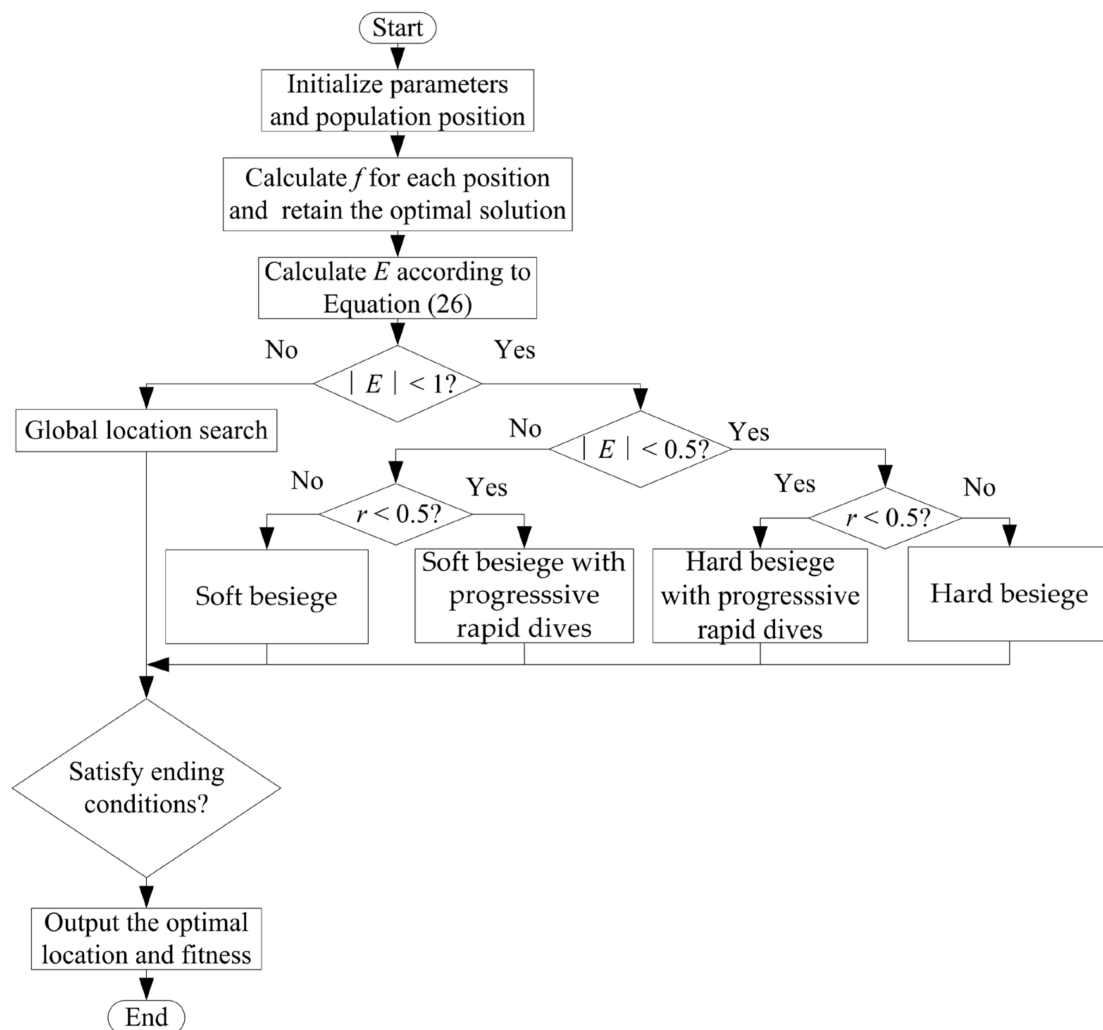 Start
Initialize parameters
and population position
Calculate f for each position
and retain the optimal solution
Calculate E according to
Equation (26)
No
Yes
| E | < 1?
Global location search
No
| E | < 0.5?
Yes
No
r < 0.5?
Yes
Yes
r < 0.5?
No
Soft besiege
Soft besiege with
progresssive
rapid dives
Hard besiege
with progresssive
rapid dives
Hard besiege
Satisfy ending
conditions?
Output the optimal
location and fitness
End